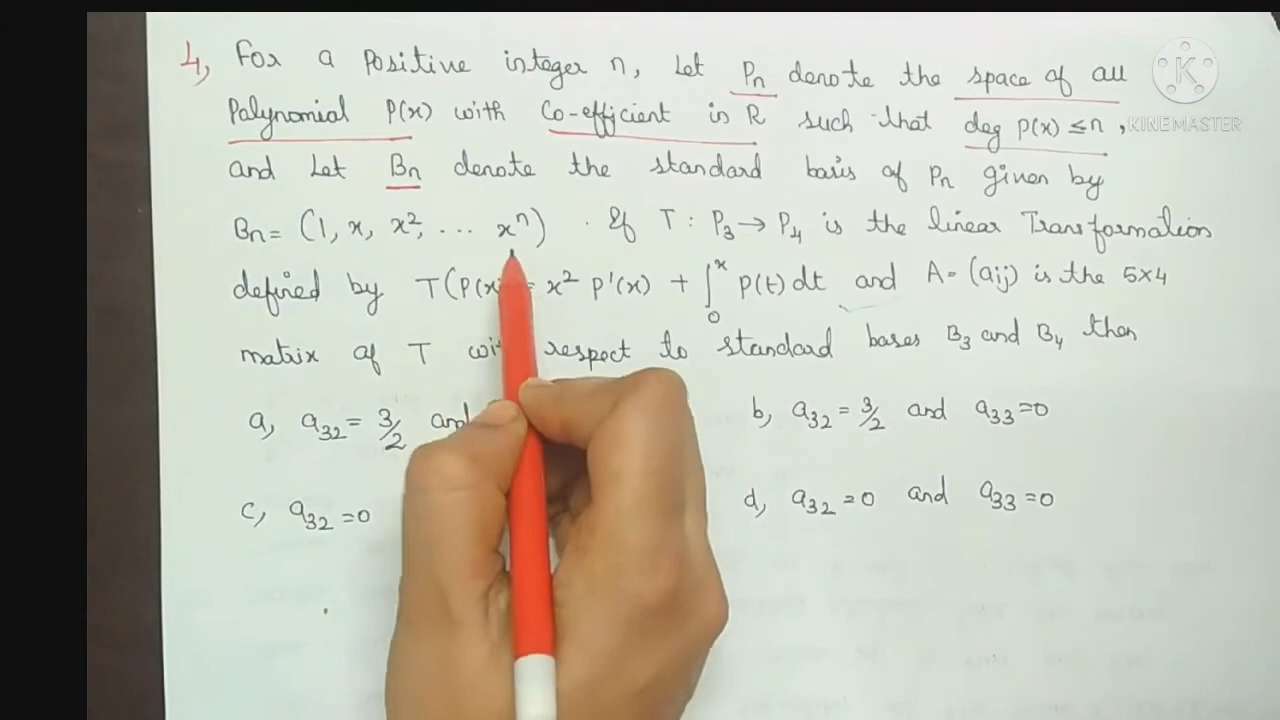 4, For a positive integer n, Let Pn denote the space of all
Palynomial P(x) with Co-efficient in R such that deg P(x) ≤ n,
KINEMASTER
and Let Bn denote the standard basis of Pn given by
Bn = (1, x, x², ... xⁿ) . If T : P₃ → P₄ is the linear Transformation
defined by T(P(x) = x² P'(x) + ∫₀ˣ P(t) dt and A = (aij) is the 5x4
matrix of T respect to standard bases B₃ and B₄ then
a, a₃₂ = 3/2 and
b, a₃₂ = 3/2 and a₃₃ = 0
c, a₃₂ = 0
d, a₃₂ = 0 and a₃₃ = 0